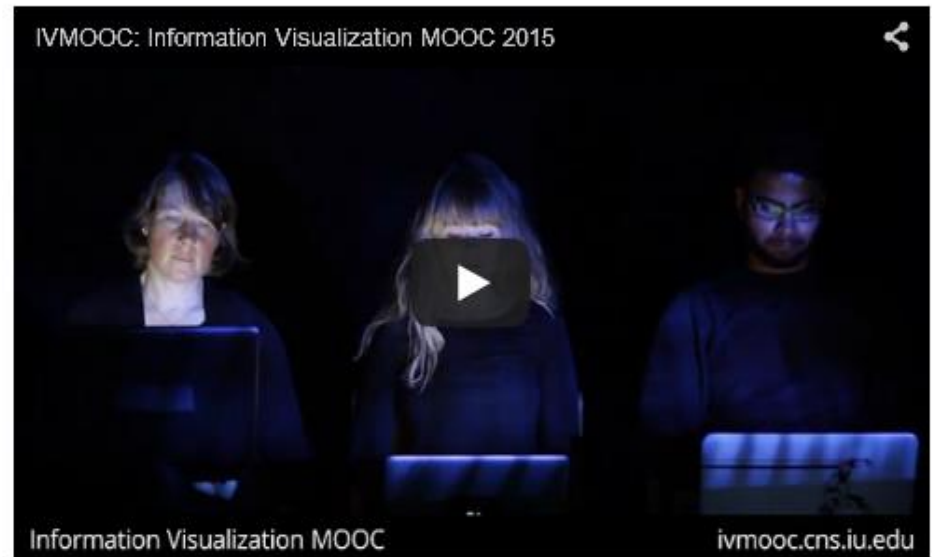 IVMOOC: Information Visualization MOOC 2015
Information Visualization MOOC
ivmooc.cns.iu.edu